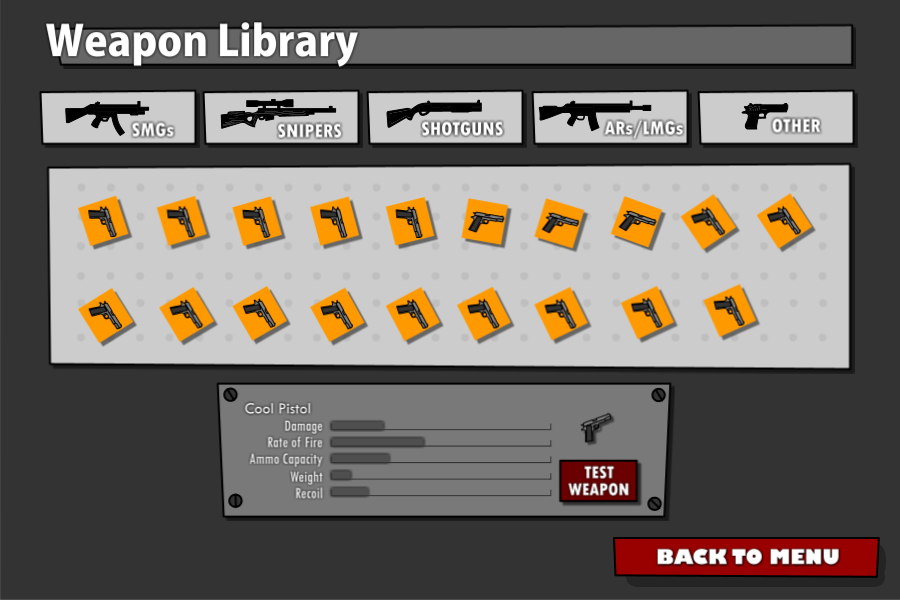 Weapon Library
SMGs
SNIPERS
SHOTGUNS
ARs/LMGs
OTHER
Cool Pistol
Damage
Rate of Fire
Ammo Capacity
Weight
Recoil
TEST
WEAPON
BACK TO MENU